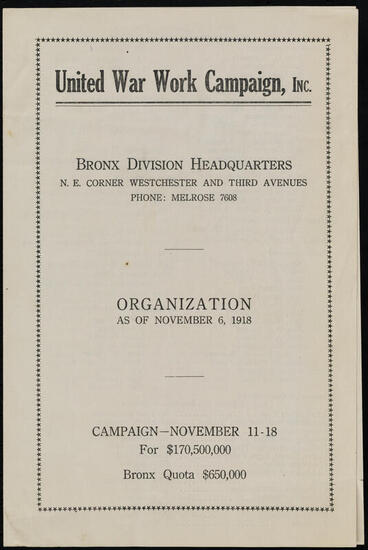 United War Work Campaign, Inc.
Bronx Division Headquarters
N. E. CORNER WESTCHESTER AND THIRD AVENUES
PHONE: MELROSE 7608
ORGANIZATION
AS OF NOVEMBER 6, 1918
CAMPAIGN—NOVEMBER 11-18
For $170,500,000
Bronx Quota $650,000